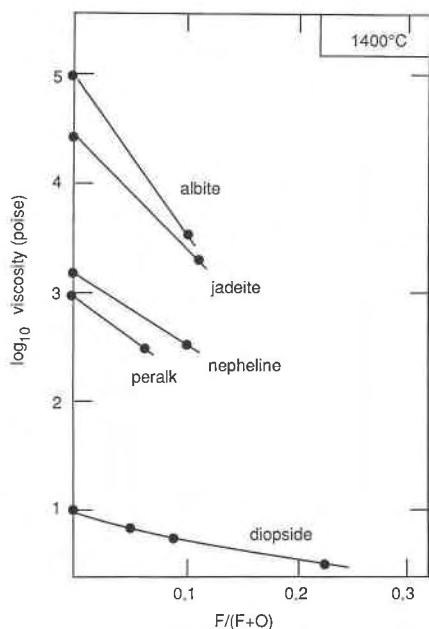 1400°C
5
4
3
2
1
log10 viscosity (poise)
albite
jadeite
nepheline
peralk
diopside
0,1
0,2
0,3
F/(F+O)